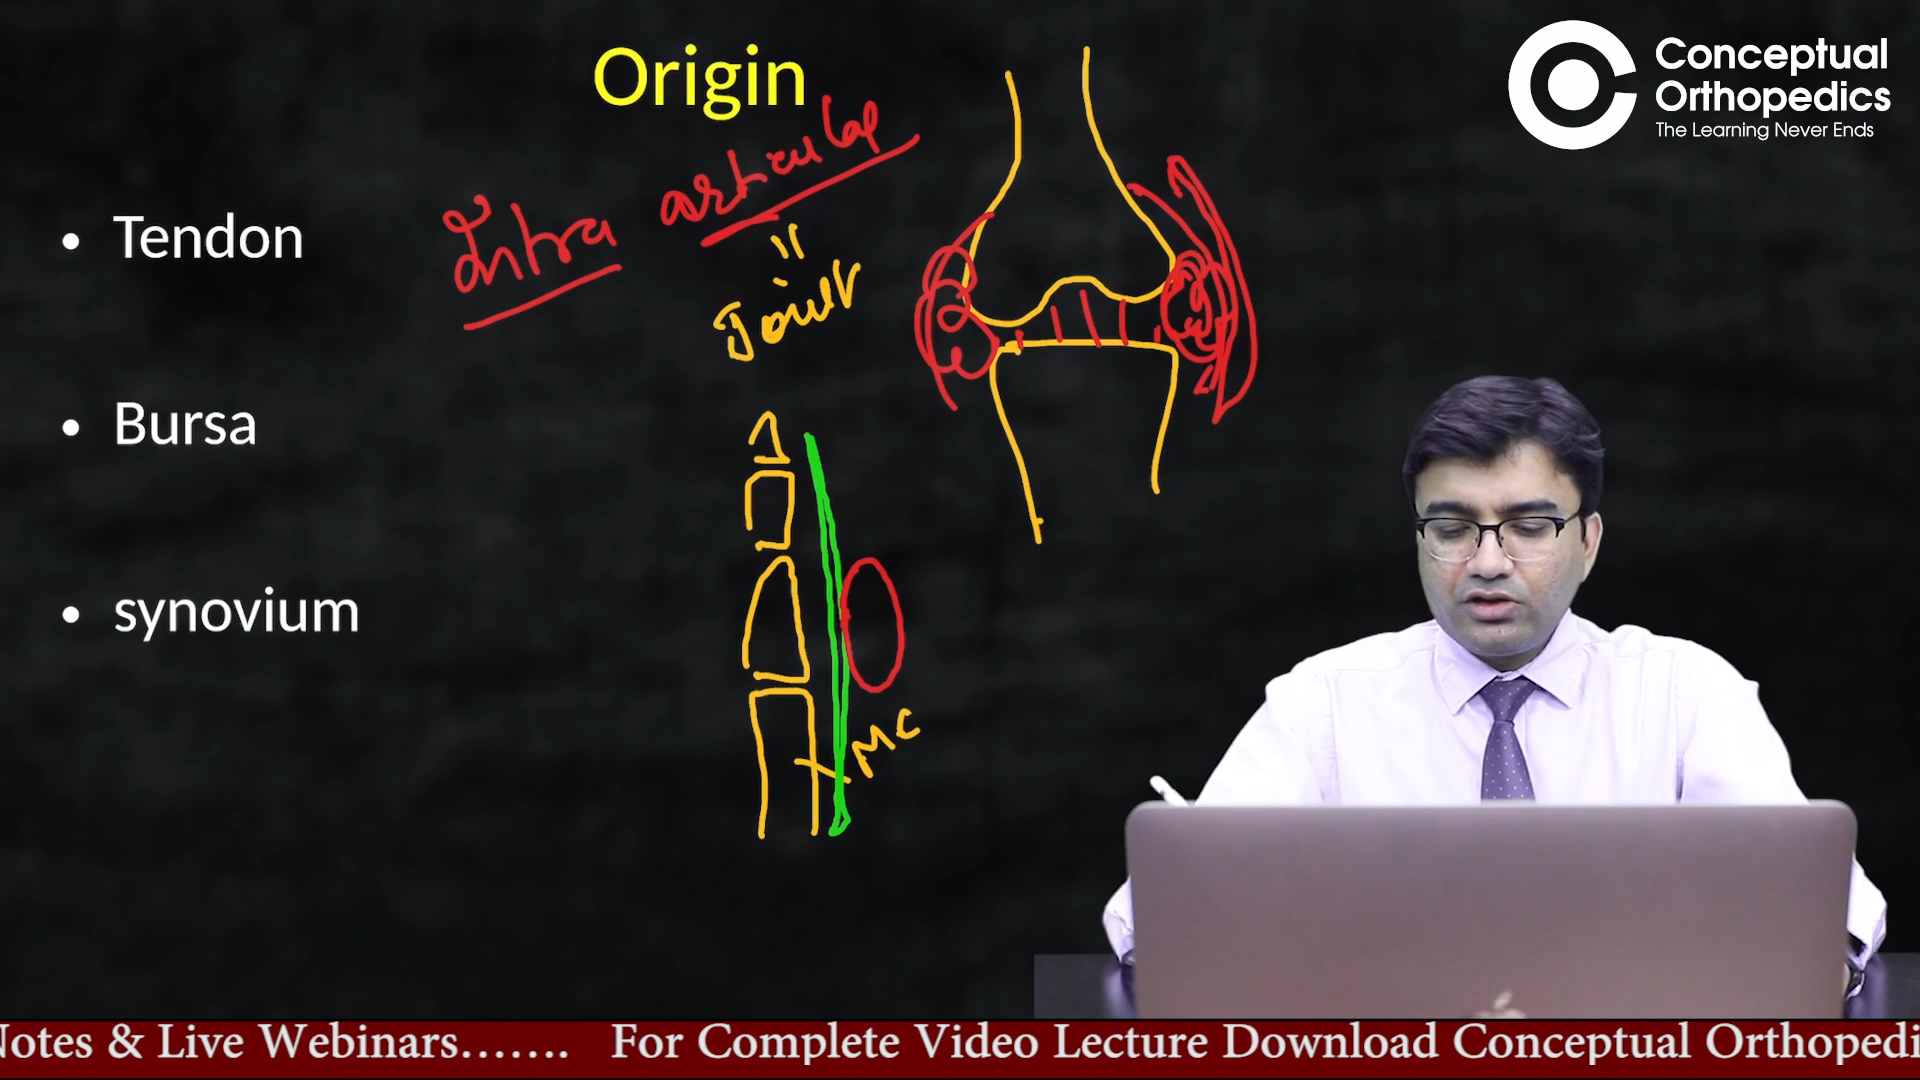 Origin
Conceptual
Orthopedics
The Learning Never Ends
Intra articular
Joint
• Tendon
• Bursa
• synovium
MC
Notes & Live Webinars....... For Complete Video Lecture Download Conceptual Orthopedi